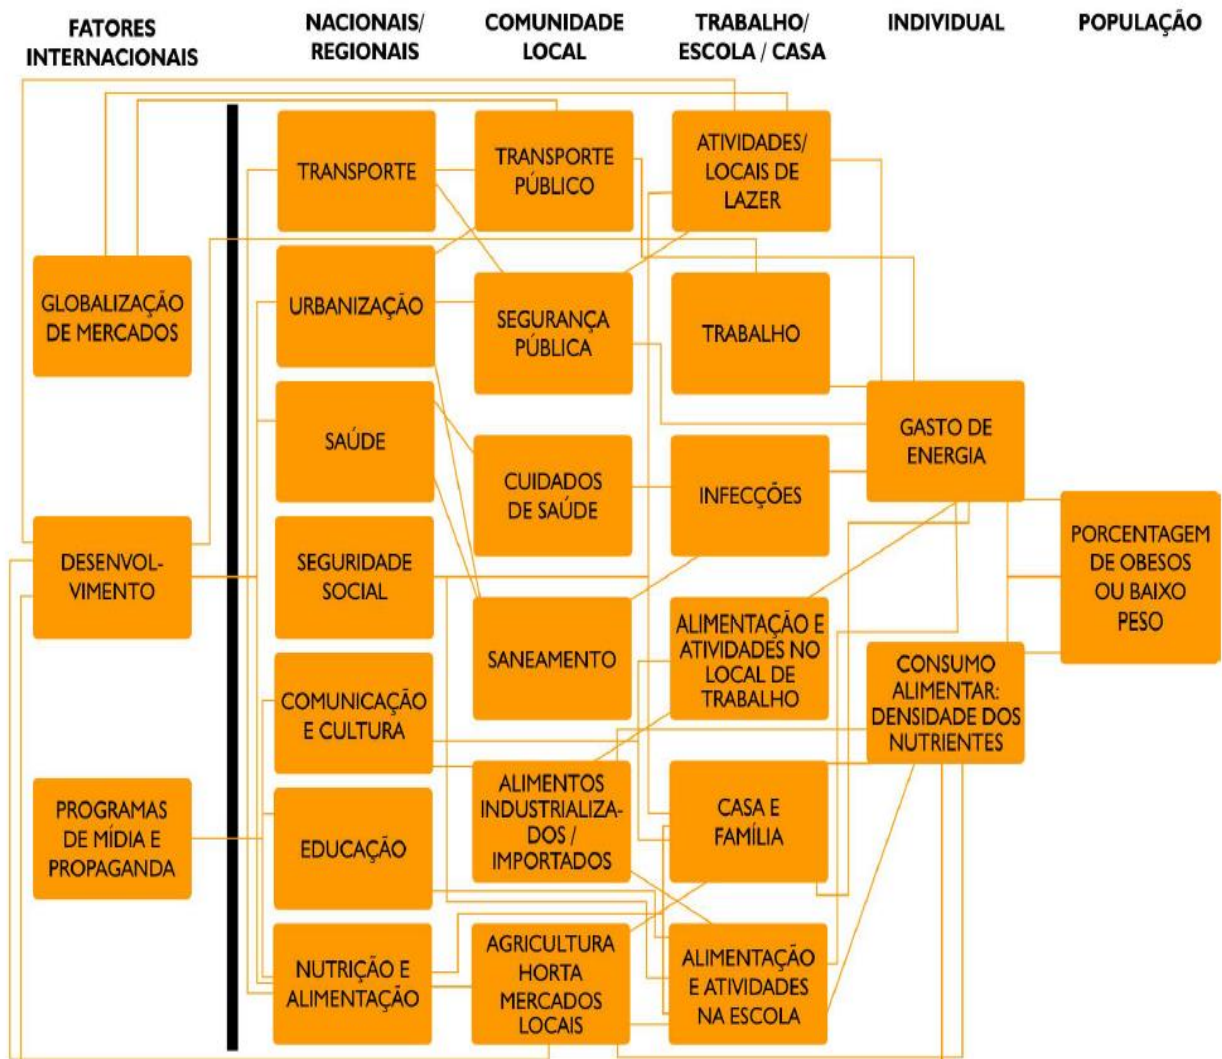 FATORES
INTERNACIONAIS
NACIONAIS/
REGIONAIS
COMUNIDADE
LOCAL
TRABALHO/
ESCOLA / CASA
INDIVIDUAL
POPULAÇÃO
GLOBALIZAÇÃO
DE MERCADOS
DESENVOL-
VIMENTO
PROGRAMAS
DE MÍDIA E
PROPAGANDA
TRANSPORTE
URBANIZAÇÃO
SAÚDE
SEGURIDADE
SOCIAL
COMUNICAÇÃO
E CULTURA
EDUCAÇÃO
NUTRIÇÃO E
ALIMENTAÇÃO
TRANSPORTE
PÚBLICO
SEGURANÇA
PÚBLICA
CUIDADOS
DE SAÚDE
SANEAMENTO
ALIMENTOS
INDUSTRIALIZA-
DOS /
IMPORTADOS
AGRICULTURA
HORTA
MERCADOS
LOCAIS
ATIVIDADES/
LOCAIS DE
LAZER
TRABALHO
INFECÇÕES
ALIMENTAÇÃO E
ATIVIDADES NO
LOCAL DE
TRABALHO
CASA E
FAMÍLIA
ALIMENTAÇÃO
E ATIVIDADES
NA ESCOLA
GASTO DE
ENERGIA
CONSUMO
ALIMENTAR:
DENSIDADE DOS
NUTRIENTES
PORCENTAGEM
DE OBESOS
OU BAIXO
PESO